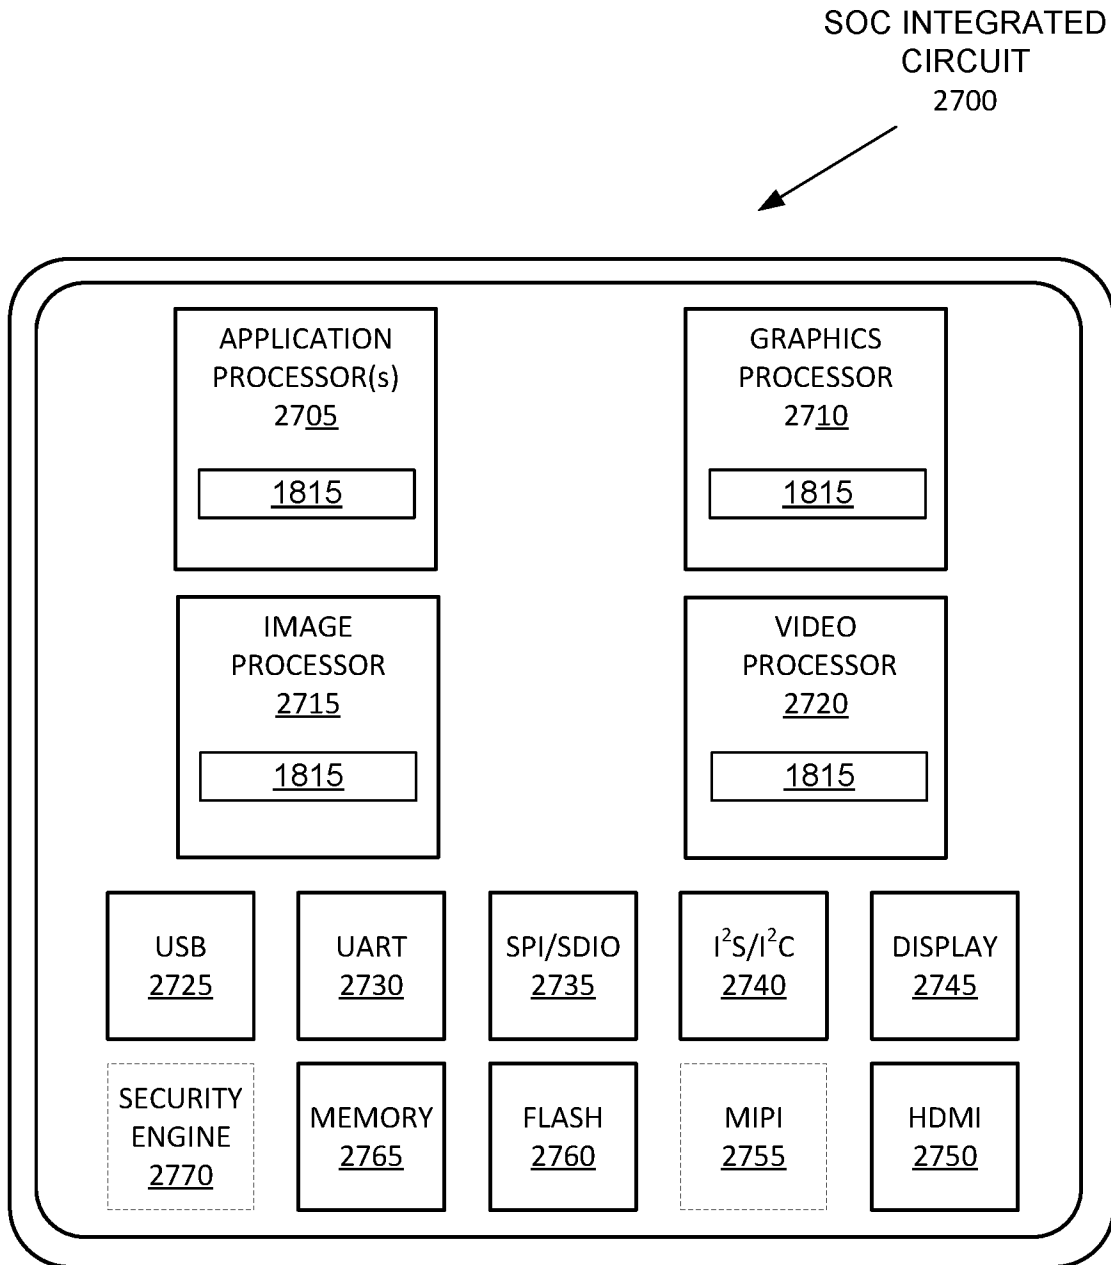 SOC INTEGRATED
CIRCUIT
2700
APPLICATION
PROCESSOR(s)
2705
1815
GRAPHICS
PROCESSOR
2710
1815
IMAGE
PROCESSOR
2715
1815
VIDEO
PROCESSOR
2720
1815
USB
2725
UART
2730
SPI/SDIO
2735
I²S/I²C
2740
DISPLAY
2745
SECURITY
ENGINE
2770
MEMORY
2765
FLASH
2760
MIPI
2755
HDMI
2750